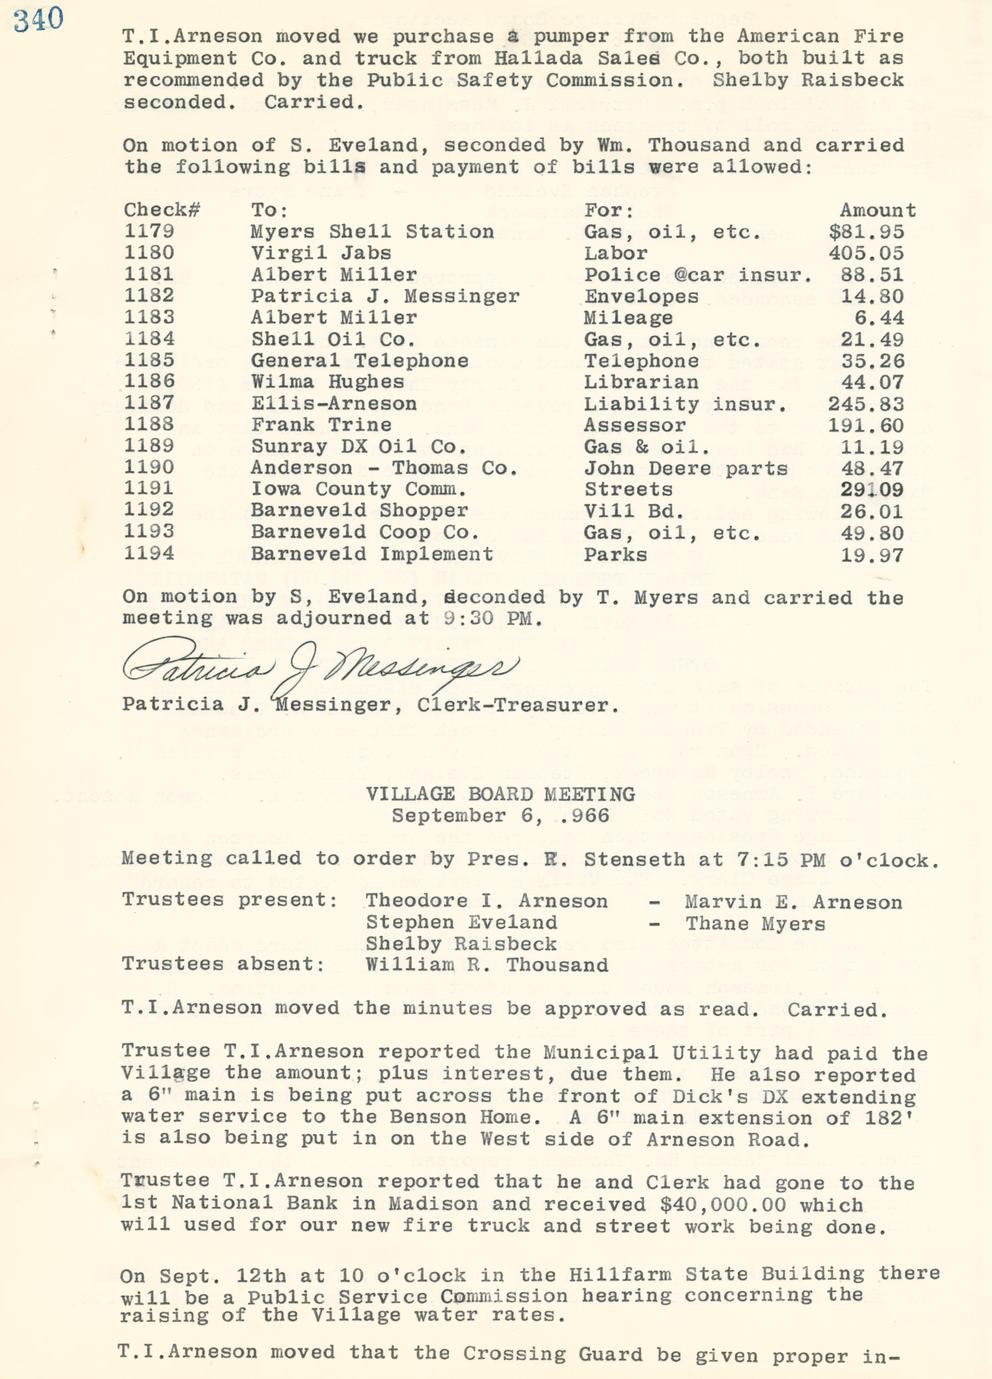 340
T.I.Arneson moved we purchase a pumper from the American Fire
Equipment Co. and truck from Hallada Sales Co., both built as
recommended by the Public Safety Commission.  Shelby Raisbeck
seconded.  Carried.
On motion of S. Eveland, seconded by Wm. Thousand and carried
the following bills and payment of bills were allowed:
Check# To: For: Amount
1179 Myers Shell Station Gas, oil, etc. $81.95
1180 Virgil Jabs Labor 405.05
1181 Albert Miller Police @car insur. 88.51
1182 Patricia J. Messinger Envelopes 14.80
1183 Albert Miller Mileage 6.44
1184 Shell Oil Co. Gas, oil, etc. 21.49
1185 General Telephone Telephone 35.26
1186 Wilma Hughes Librarian 44.07
1187 Ellis-Arneson Liability insur. 245.83
1188 Frank Trine Assessor 191.60
1189 Sunray DX Oil Co. Gas & oil. 11.19
1190 Anderson - Thomas Co. John Deere parts 48.47
1191 Iowa County Comm. Streets 29109
1192 Barneveld Shopper Vill Bd. 26.01
1193 Barneveld Coop Co. Gas, oil, etc. 49.80
1194 Barneveld Implement Parks 19.97
On motion by S, Eveland, seconded by T. Myers and carried the
meeting was adjourned at 9:30 PM.
Patricia J Messinger
Patricia J. Messinger, Clerk-Treasurer.
VILLAGE BOARD MEETING
September 6, .966
Meeting called to order by Pres. R. Stenseth at 7:15 PM o'clock.
Trustees present: Theodore I. Arneson - Marvin E. Arneson
Stephen Eveland - Thane Myers
Shelby Raisbeck
Trustees absent: William R. Thousand
T.I.Arneson moved the minutes be approved as read.  Carried.
Trustee T.I.Arneson reported the Municipal Utility had paid the
Village the amount; plus interest, due them.  He also reported
a 6" main is being put across the front of Dick's DX extending
water service to the Benson Home.  A 6" main extension of 182'
is also being put in on the West side of Arneson Road.
Trustee T.I.Arneson reported that he and Clerk had gone to the
1st National Bank in Madison and received $40,000.00 which
will used for our new fire truck and street work being done.
On Sept. 12th at 10 o'clock in the Hillfarm State Building there
will be a Public Service Commission hearing concerning the
raising of the Village water rates.
T.I.Arneson moved that the Crossing Guard be given proper in-